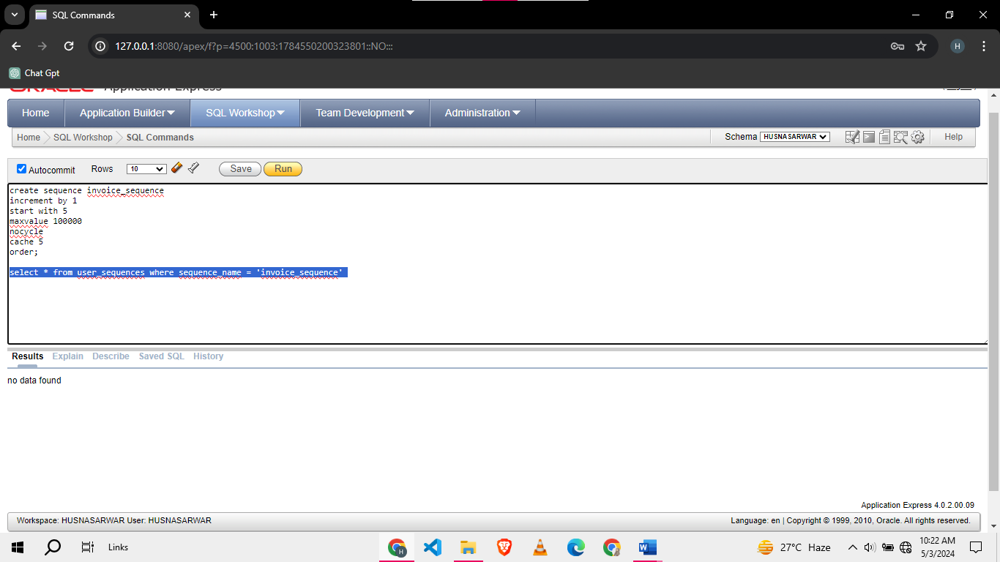 SQL Commands
127.0.0.1:8080/apex/f?p=4500:1003:1784550200323801::NO:::
H
Chat Gpt
ORACLE Application Express
Home Application Builder SQL Workshop Team Development Administration
Home SQL Workshop SQL Commands Schema HUSNASARWAR Help
Autocommit Rows 10 Save Run
create sequence invoice_sequence
increment by 1
start with 5
maxvalue 100000
nocycle
cache 5
order;
select * from user_sequences where sequence_name = 'invoice_sequence'
Results Explain Describe Saved SQL History
no data found
Application Express 4.0.2.00.09
Workspace: HUSNASARWAR User: HUSNASARWAR Language: en | Copyright © 1999, 2010, Oracle. All rights reserved.
Links H 27°C Haze 10:22 AM
5/3/2024